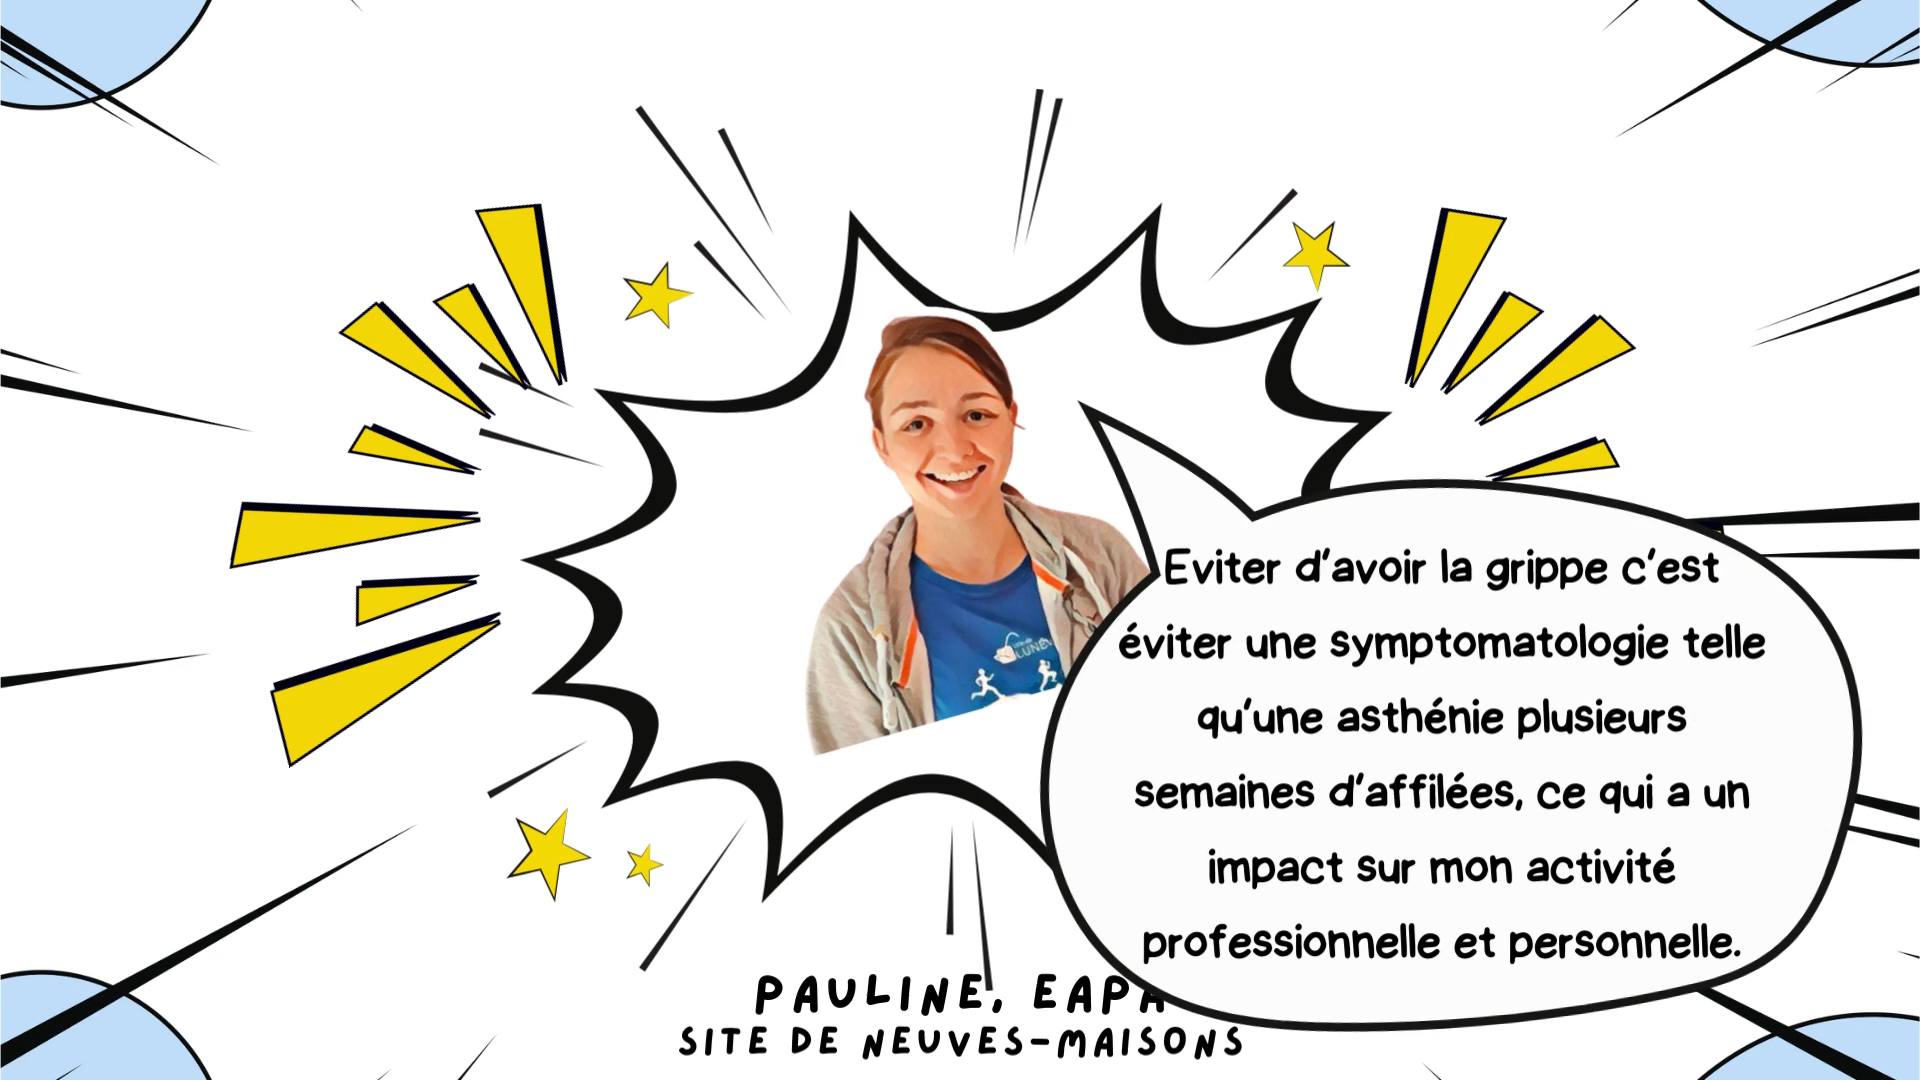 Eviter d'avoir la grippe c'est
éviter une symptomatologie telle
qu'une asthénie plusieurs
semaines d'affilées, ce qui a un
impact sur mon activité
professionnelle et personnelle.
PAULINE, EAPA
SITE DE NEUVES-MAISONS